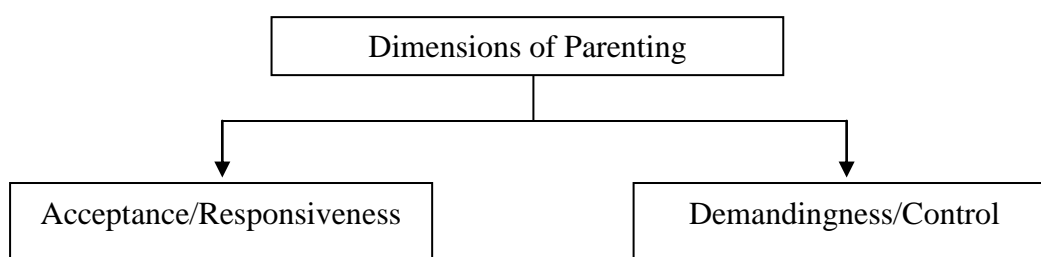 Dimensions of Parenting
Acceptance/Responsiveness
Demandingness/Control